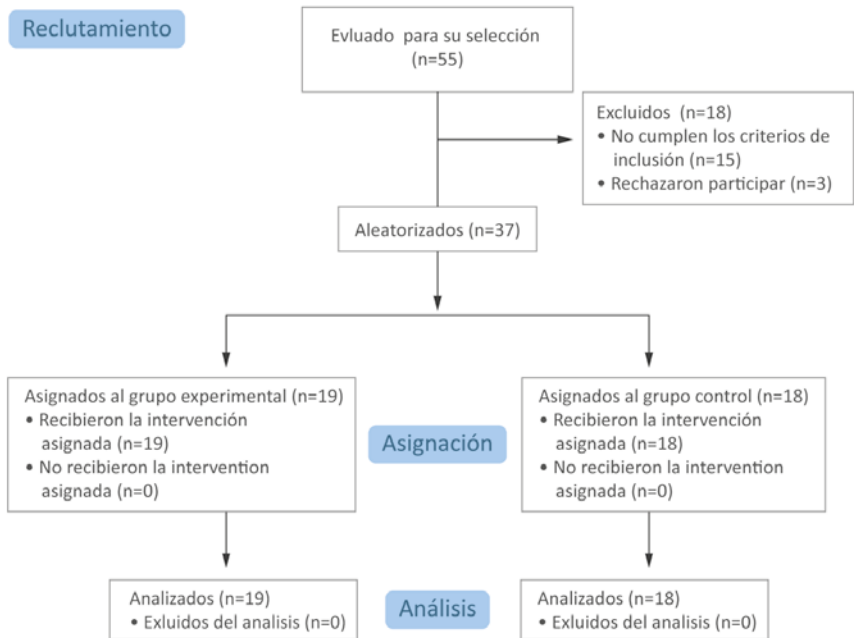 Reclutamiento
Evluado para su selección
(n=55)
Excluidos (n=18)
• No cumplen los criterios de
inclusión (n=15)
• Rechazaron participar (n=3)
Aleatorizados (n=37)
Asignados al grupo experimental (n=19)
• Recibieron la intervención
asignada (n=19)
• No recibieron la intervention
asignada (n=0)
Asignación
Asignados al grupo control (n=18)
• Recibieron la intervención
asignada (n=18)
• No recibieron la intervention
asignada (n=0)
Analizados (n=19)
• Exluidos del analisis (n=0)
Análisis
Analizados (n=18)
• Exluidos del analisis (n=0)